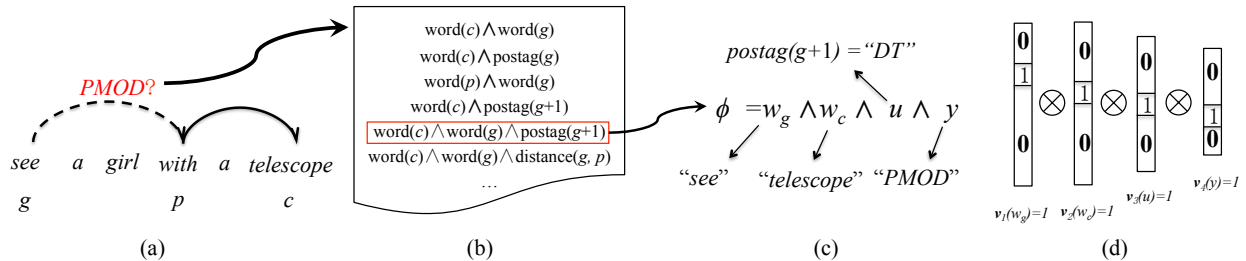 PMOD?
see a girl with a telescope
g p c
(a)
word(c)∧word(g)
word(c)∧postag(g)
word(p)∧word(g)
word(c)∧postag(g+1)
word(c)∧word(g)∧postag(g+1)
word(c)∧word(g)∧distance(g, p)
…
(b)
postag(g+1) =“DT”
ϕ =w_g ∧w_c ∧ u ∧ y
“see” “telescope” “PMOD”
(c)
0 1 0 ⊗ 0 1 0 ⊗ 0 1 0 ⊗ 0 1 0
v_1(w_g)=1 v_2(w_c)=1 v_3(u)=1 v_4(y)=1
(d)